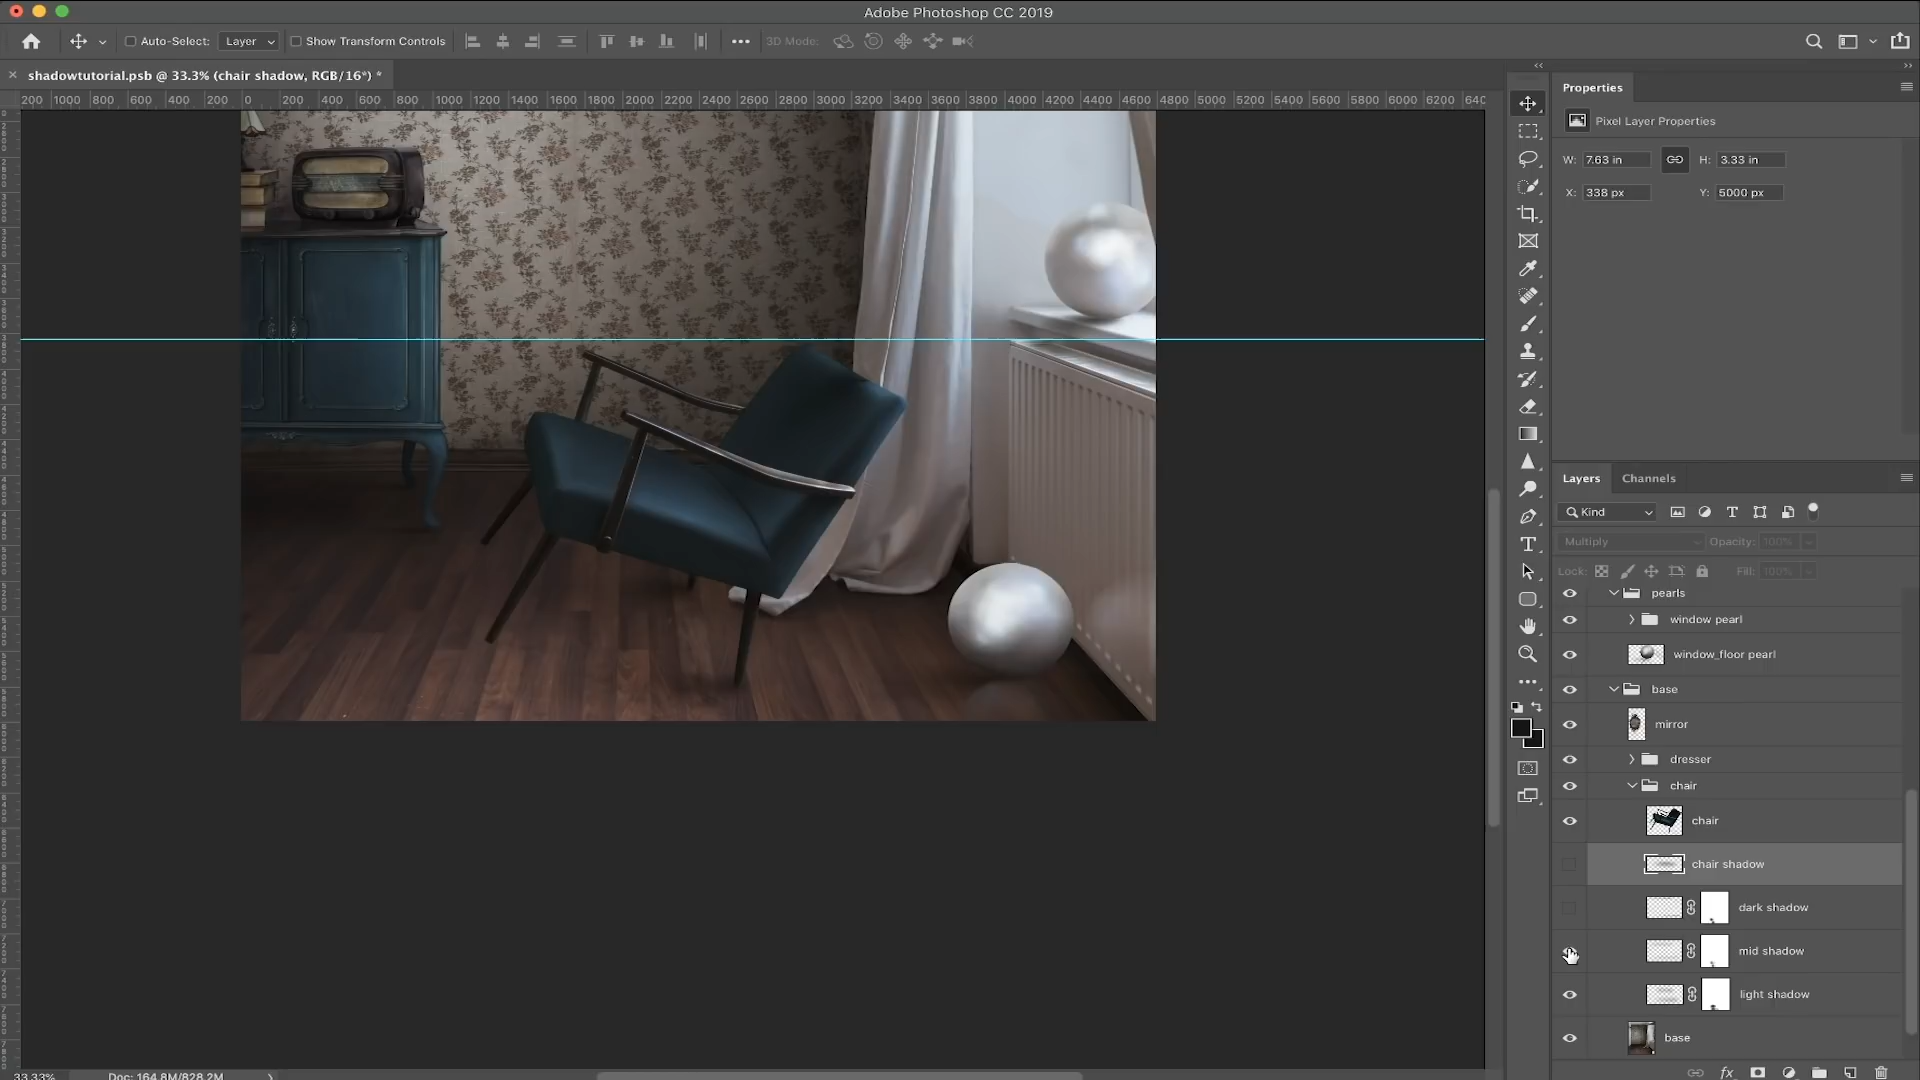 Adobe Photoshop CC 2019
Auto-Select: Layer Show Transform Controls 3D Mode:
shadowtutorial.psb @ 33.3% (chair shadow, RGB/16*) *
200 1000 800 600 400 200 0 200 400 600 800 1000 1200 1400 1600 1800 2000 2200 2400 2600 2800 3000 3200 3400 3600 3800 4000 4200 4400 4600 4800 5000 5200 5400 5600 5800 6000 6200 640
Properties
Pixel Layer Properties
W: 7.63 in H: 3.33 in
X: 338 px Y: 5000 px
Layers Channels
Kind
Multiply Opacity: 100%
Lock: Fill: 100%
pearls
window pearl
window_floor pearl
base
mirror
dresser
chair
chair
chair shadow
dark shadow
mid shadow
light shadow
base
33.33% Doc: 164.8M/828.2M